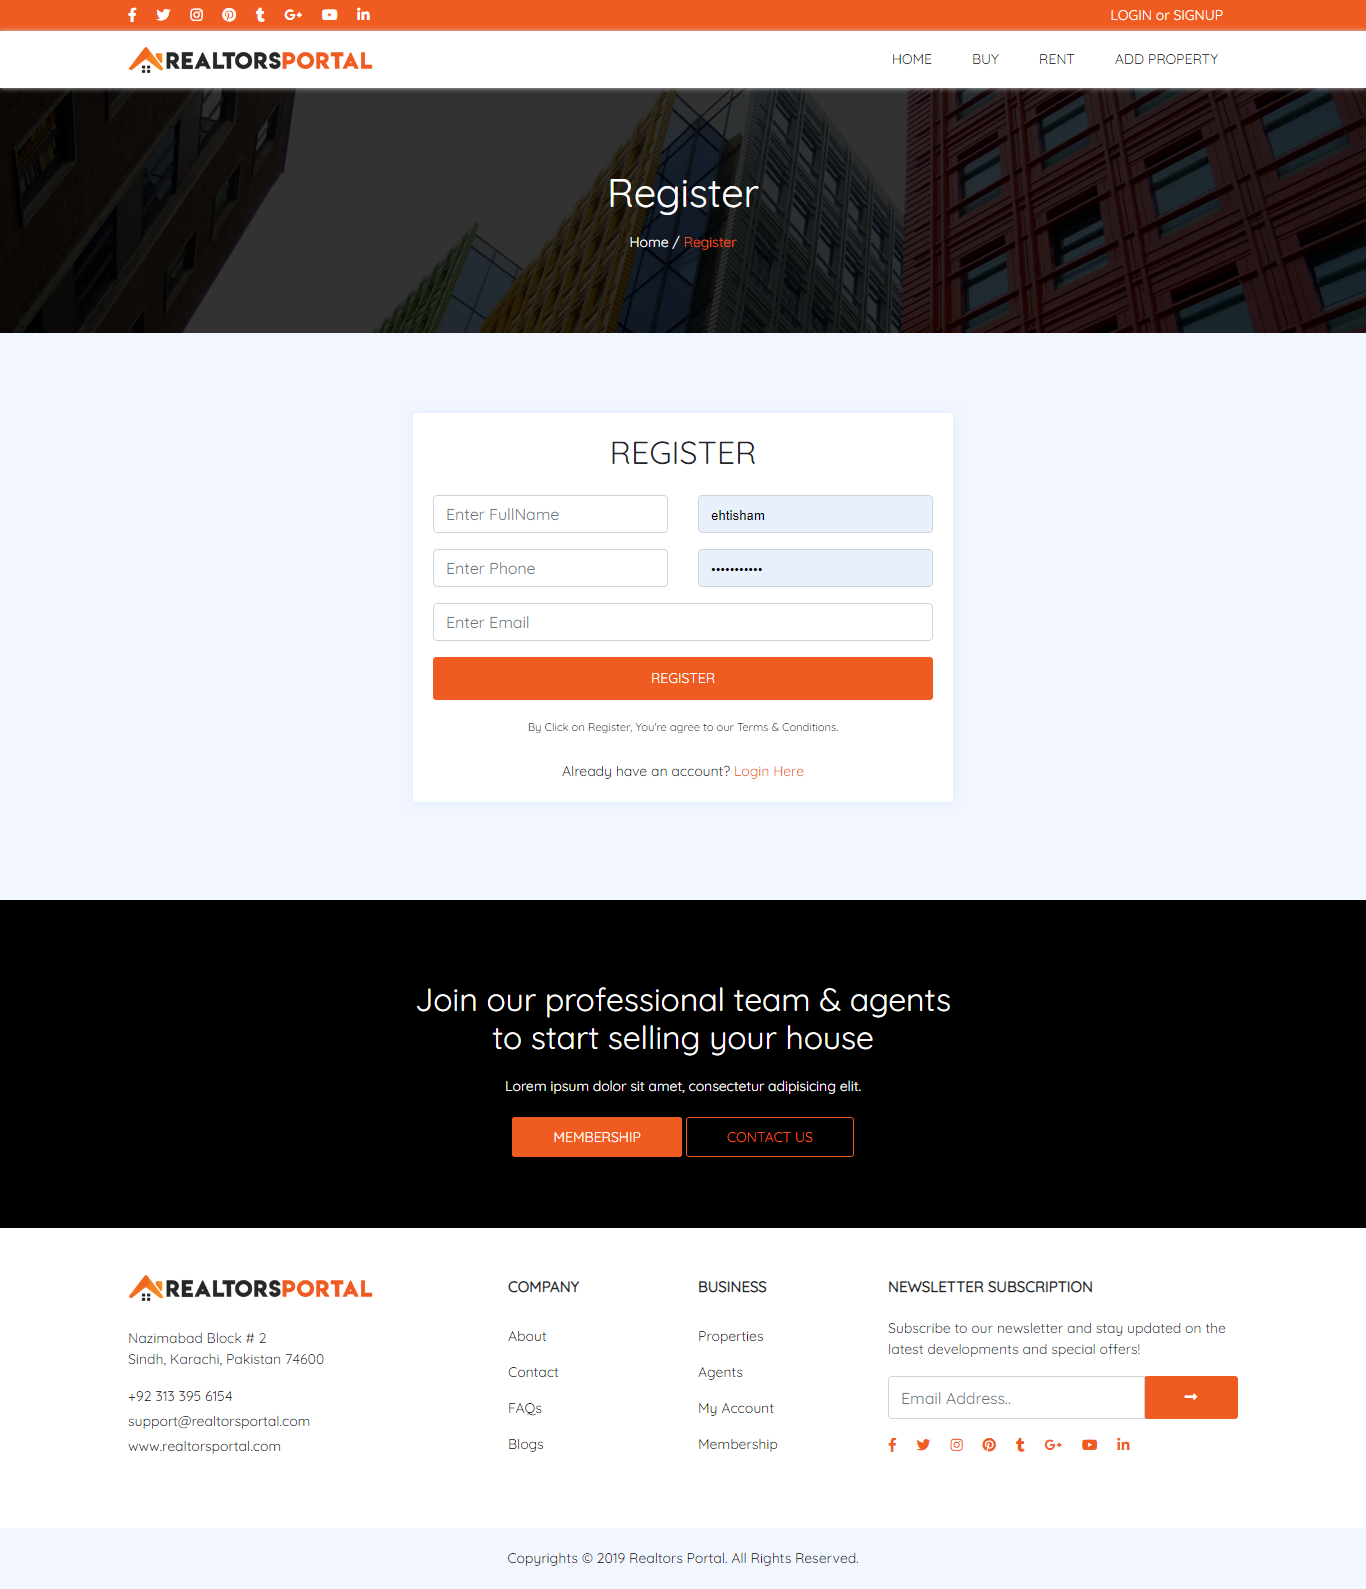 LOGIN or SIGNUP
REALTORSPORTAL
HOME BUY RENT ADD PROPERTY
Register
Home / Register
REGISTER
Enter FullName
ehtisham
Enter Phone
•••••••••••
Enter Email
REGISTER
By Click on Register, You're agree to our Terms & Conditions.
Already have an account? Login Here
Join our professional team & agents
to start selling your house
Lorem ipsum dolor sit amet, consectetur adipisicing elit.
MEMBERSHIP CONTACT US
REALTORSPORTAL
Nazimabad Block # 2
Sindh, Karachi, Pakistan 74600
+92 313 395 6154
support@realtorsportal.com
www.realtorsportal.com
COMPANY
About
Contact
FAQs
Blogs
BUSINESS
Properties
Agents
My Account
Membership
NEWSLETTER SUBSCRIPTION
Subscribe to our newsletter and stay updated on the
latest developments and special offers!
Email Address..
Copyrights © 2019 Realtors Portal. All Rights Reserved.